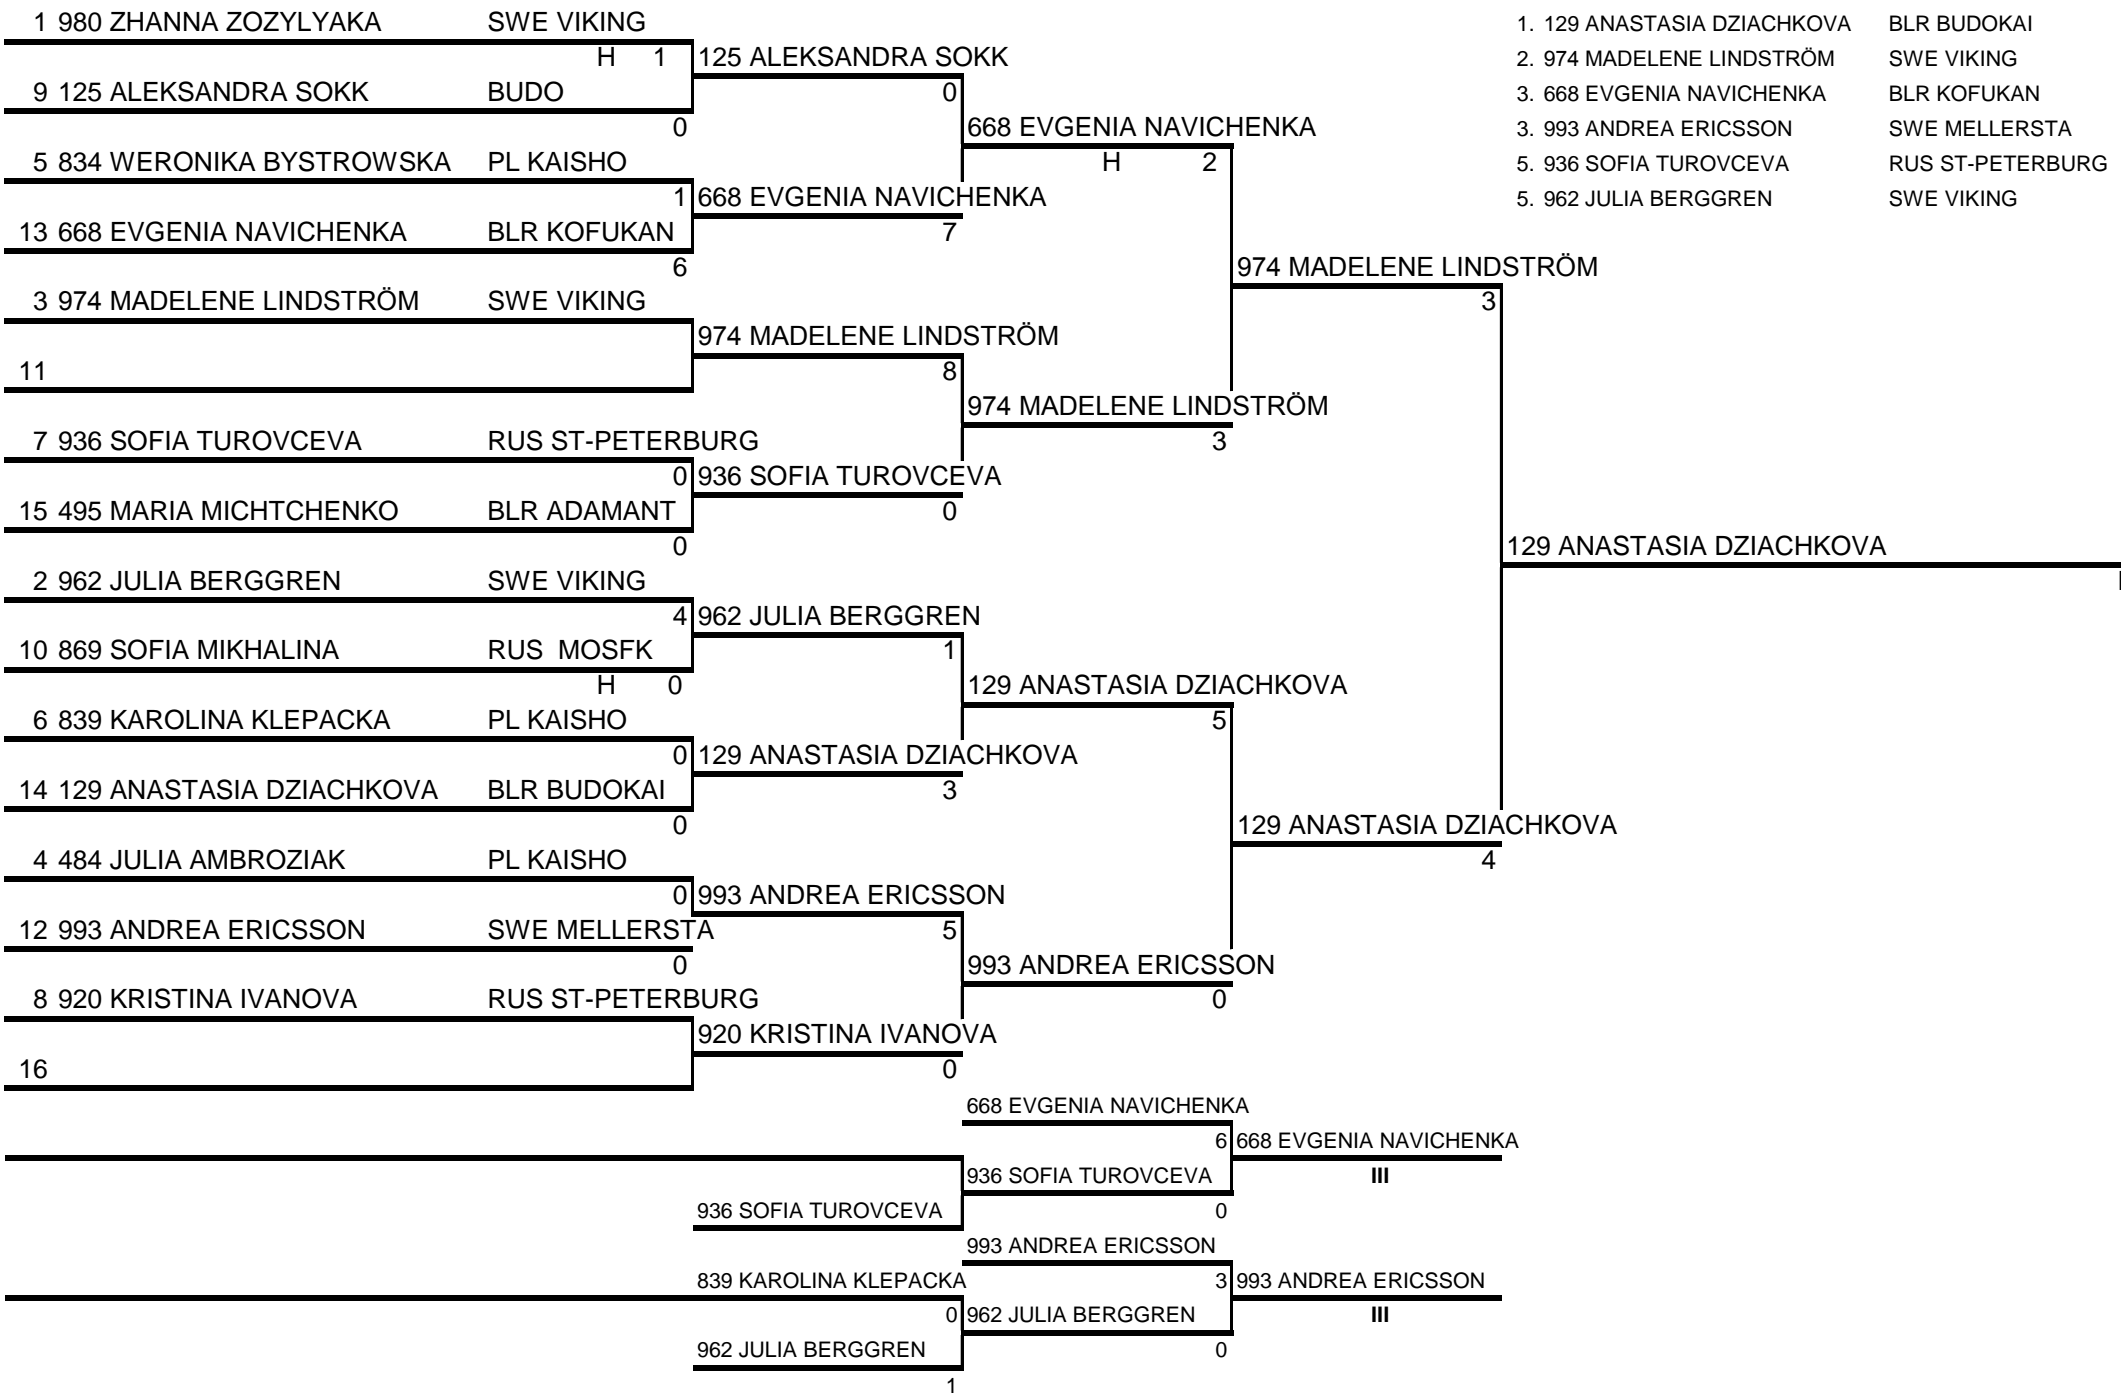 1 980 ZHANNA ZOZYLYAKA SWE VIKING
1. 129 ANASTASIA DZIACHKOVA BLR BUDOKAI
H 1 125 ALEKSANDRA SOKK
2. 974 MADELENE LINDSTRÖM SWE VIKING
9 125 ALEKSANDRA SOKK BUDO 0
3. 668 EVGENIA NAVICHENKA BLR KOFUKAN
0 668 EVGENIA NAVICHENKA
3. 993 ANDREA ERICSSON SWE MELLERSTA
5 834 WERONIKA BYSTROWSKA PL KAISHO H 2
5. 936 SOFIA TUROVCEVA RUS ST-PETERBURG
1 668 EVGENIA NAVICHENKA
5. 962 JULIA BERGGREN SWE VIKING
13 668 EVGENIA NAVICHENKA BLR KOFUKAN 7
6 974 MADELENE LINDSTRÖM
3 974 MADELENE LINDSTRÖM SWE VIKING 3
974 MADELENE LINDSTRÖM
11 8
974 MADELENE LINDSTRÖM
7 936 SOFIA TUROVCEVA RUS ST-PETERBURG 3
0 936 SOFIA TUROVCEVA
15 495 MARIA MICHTCHENKO BLR ADAMANT 0
0 129 ANASTASIA DZIACHKOVA
2 962 JULIA BERGGREN SWE VIKING
4 962 JULIA BERGGREN
10 869 SOFIA MIKHALINA RUS MOSFK 1
H 0 129 ANASTASIA DZIACHKOVA
6 839 KAROLINA KLEPACKA PL KAISHO 5
0 129 ANASTASIA DZIACHKOVA
14 129 ANASTASIA DZIACHKOVA BLR BUDOKAI 3
0 129 ANASTASIA DZIACHKOVA
4 484 JULIA AMBROZIAK PL KAISHO 4
0 993 ANDREA ERICSSON
12 993 ANDREA ERICSSON SWE MELLERSTA 5
0 993 ANDREA ERICSSON
8 920 KRISTINA IVANOVA RUS ST-PETERBURG 0
920 KRISTINA IVANOVA
16 0
668 EVGENIA NAVICHENKA
6 668 EVGENIA NAVICHENKA
936 SOFIA TUROVCEVA III
936 SOFIA TUROVCEVA 0
993 ANDREA ERICSSON
839 KAROLINA KLEPACKA 3 993 ANDREA ERICSSON
0 962 JULIA BERGGREN III
962 JULIA BERGGREN 0
1